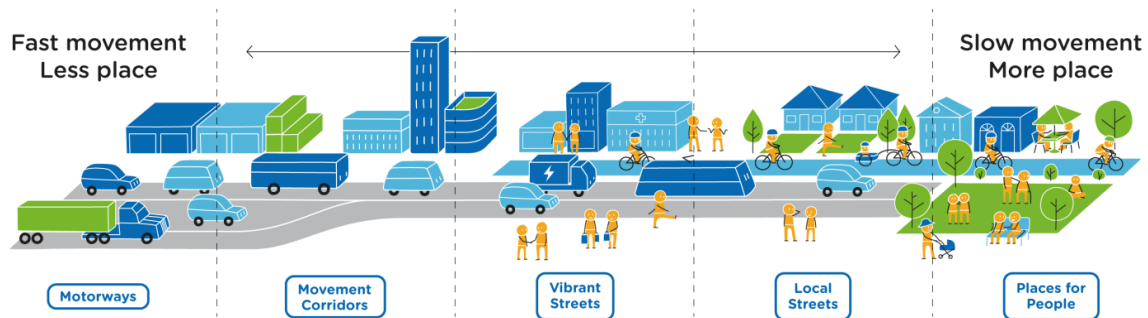 Fast movement
Less place
Slow movement
More place
Motorways
Movement
Corridors
Vibrant
Streets
Local
Streets
Places for
People